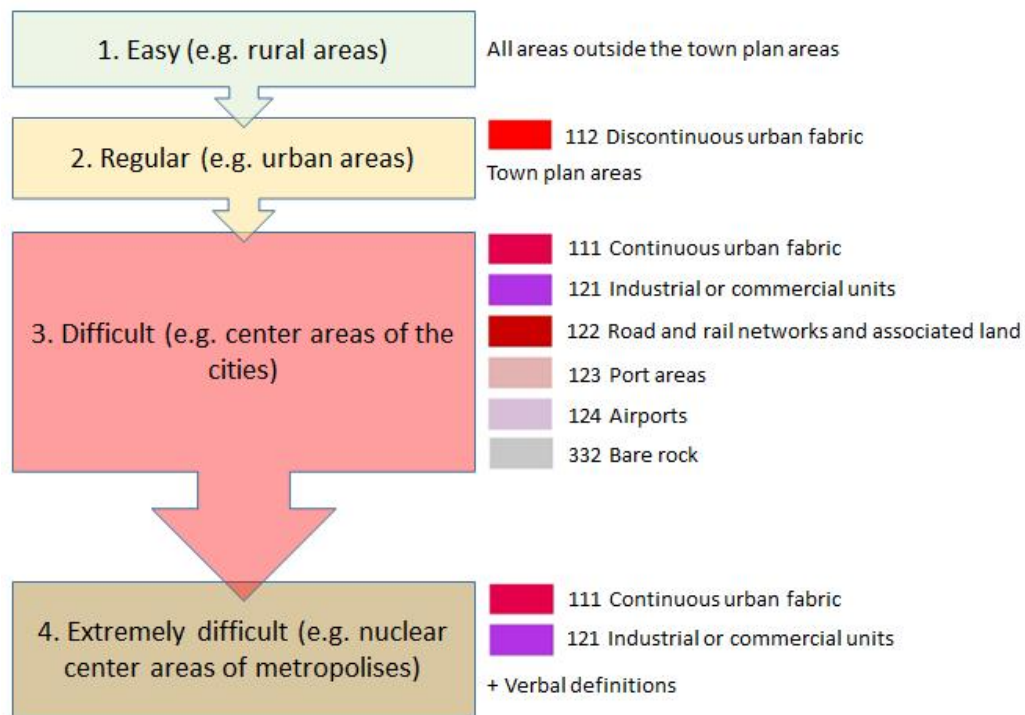 1. Easy (e.g. rural areas)
All areas outside the town plan areas
2. Regular (e.g. urban areas)
112 Discontinuous urban fabric
Town plan areas
3. Difficult (e.g. center areas of the
cities)
111 Continuous urban fabric
121 Industrial or commercial units
122 Road and rail networks and associated land
123 Port areas
124 Airports
332 Bare rock
4. Extremely difficult (e.g. nuclear
center areas of metropolises)
111 Continuous urban fabric
121 Industrial or commercial units
+ Verbal definitions